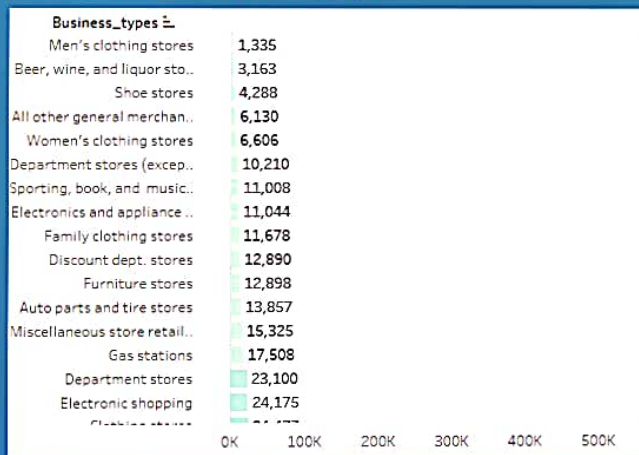 Business_types
Men's clothing stores 1,335
Beer, wine, and liquor sto.. 3,163
Shoe stores 4,288
All other general merchan.. 6,130
Women's clothing stores 6,606
Department stores (excep.. 10,210
Sporting, book, and music.. 11,008
Electronics and appliance .. 11,044
Family clothing stores 11,678
Discount dept. stores 12,890
Furniture stores 12,898
Auto parts and tire stores 13,857
Miscellaneous store retail.. 15,325
Gas stations 17,508
Department stores 23,100
Electronic shopping 24,175
0K 100K 200K 300K 400K 500K